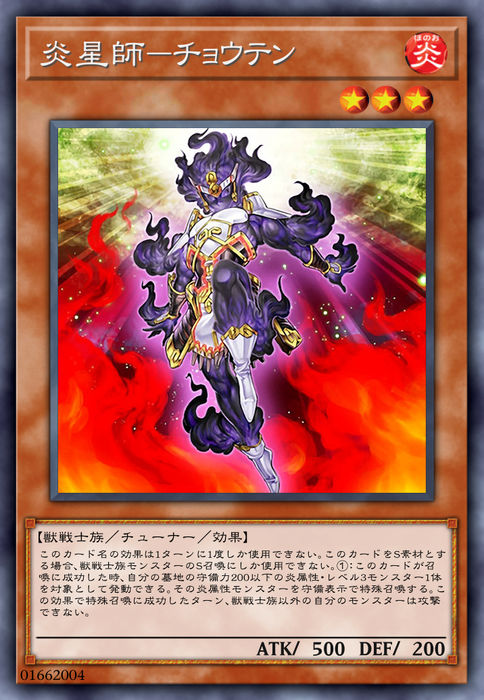 炎星師－チョウテン
ほのお
炎
【獣戦士族／チューナー／効果】
このカード名の効果は1ターンに1度しか使用できない。このカードをS素材とす
る場合、獣戦士族モンスターのS召喚にしか使用できない。①：このカードが召
喚に成功した時、自分の墓地の守備力200以下の炎属性・レベル3モンスター1体
を対象として発動できる。その炎属性モンスターを守備表示で特殊召喚する。こ
の効果で特殊召喚に成功したターン、獣戦士族以外の自分のモンスターは攻撃
できない。
ATK/ 500 DEF/ 200
01662004